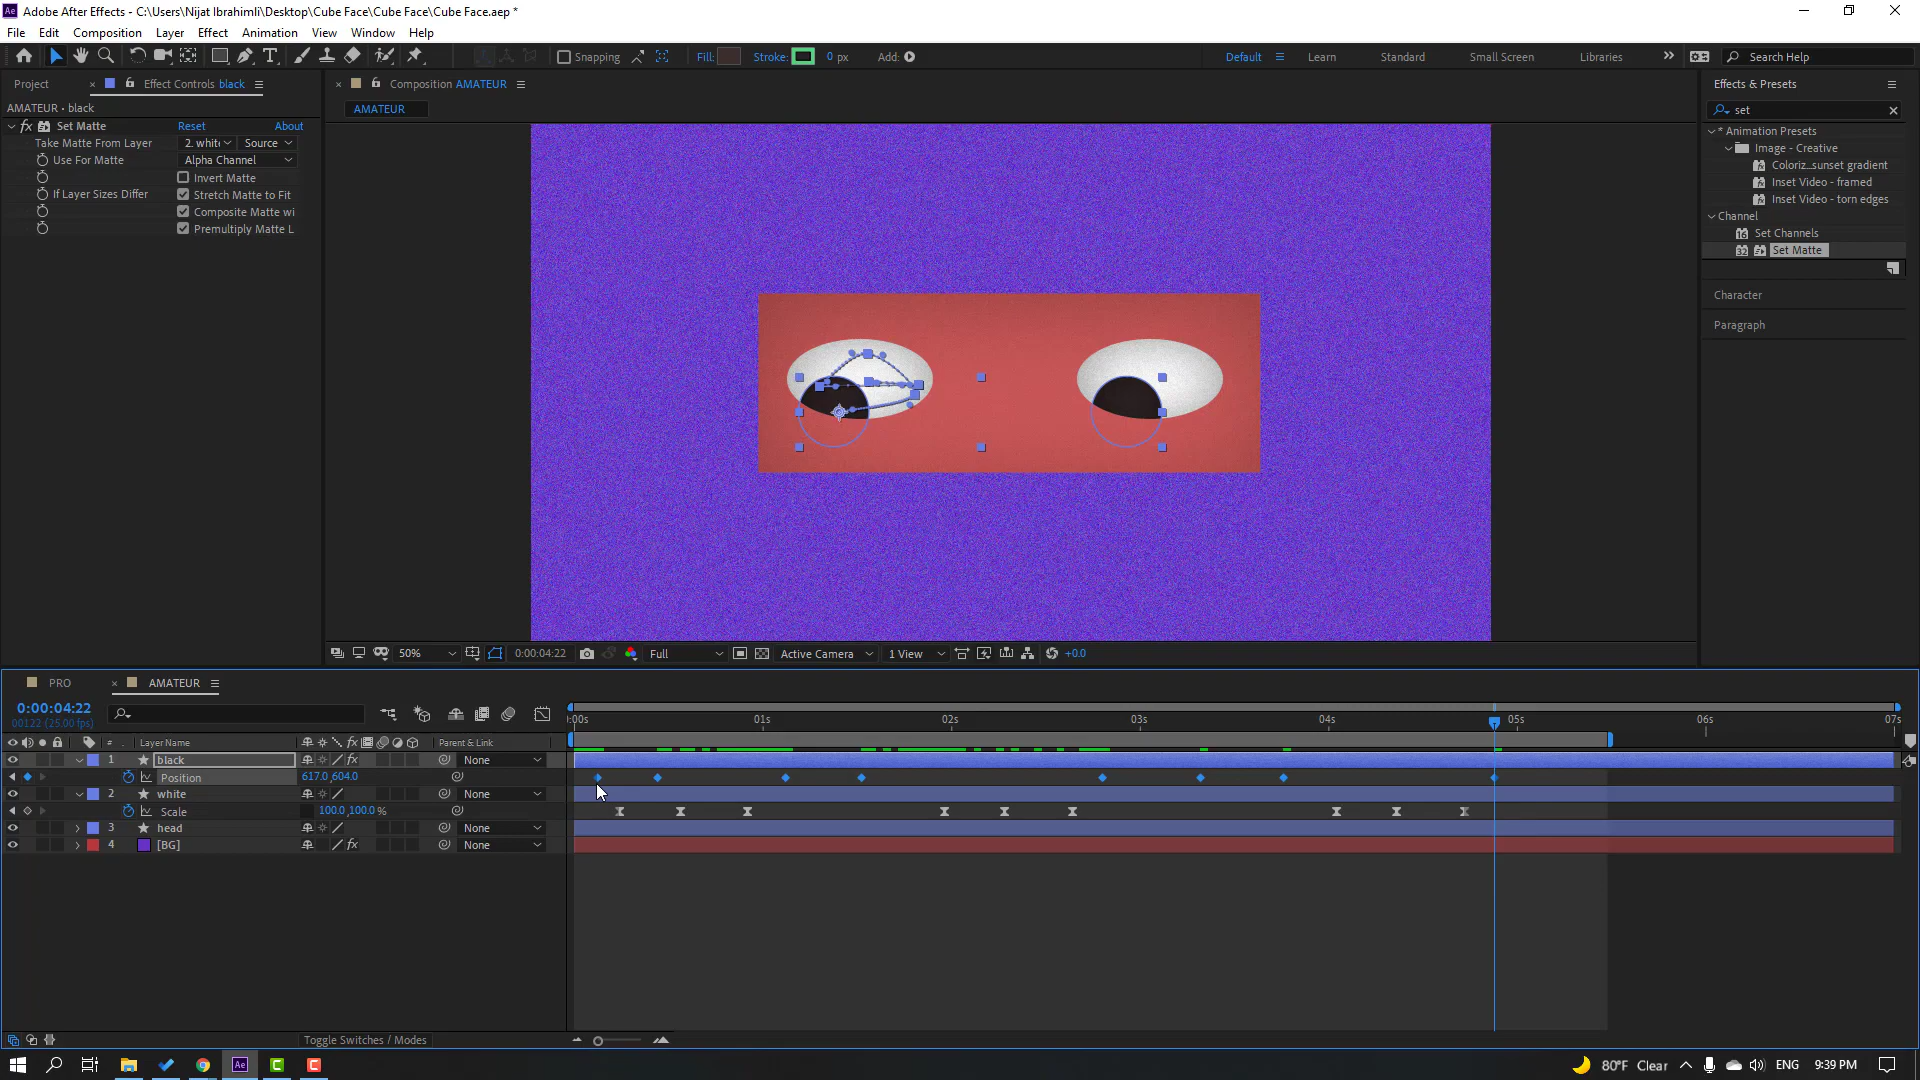 Adobe After Effects - C:\Users\Nijat Ibrahimli\Desktop\Cube Face\Cube Face\Cube Face.aep *
File Edit Composition Layer Effect Animation View Window Help
Snapping Fill: Stroke: 0 px Add: Default Learn Standard Small Screen Libraries Search Help
Project Effect Controls black Composition AMATEUR Effects & Presets
AMATEUR • black AMATEUR set
fx Set Matte Reset About
Take Matte From Layer 2. white Source
Use For Matte Alpha Channel
Invert Matte
If Layer Sizes Differ Stretch Matte to Fit
Composite Matte wi
Premultiply Matte L
* Animation Presets
Image - Creative
Coloriz...sunset gradient
Inset Video - framed
Inset Video - torn edges
Channel
16 Set Channels
32 Set Matte
Character
Paragraph
50% 0:00:04:22 Full Active Camera 1 View +0.0
PRO AMATEUR
0:00:04:22
00122 (25.00 fps)
:00s 01s 02s 03s 04s 05s 06s 07s
# Layer Name fx Parent & Link
1 black fx None
Position 617.0,604.0
2 white None
Scale 100.0,100.0 %
3 head None
4 [BG] fx None
Toggle Switches / Modes
Ae 80°F Clear ENG 9:39 PM